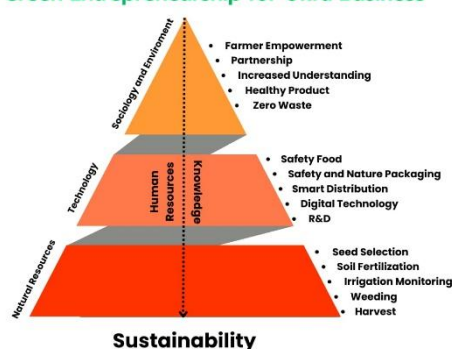 Sociology and Enviroment
Farmer Empowerment
Partnership
Increased Understanding
Healthy Product
Zero Waste
Technology
Human
Resources
Knowledge
Safety Food
Safety and Nature Packaging
Smart Distribution
Digital Technology
R&D
Natural Resources
Seed Selection
Soil Fertilization
Irrigation Monitoring
Weeding
Harvest
Sustainability